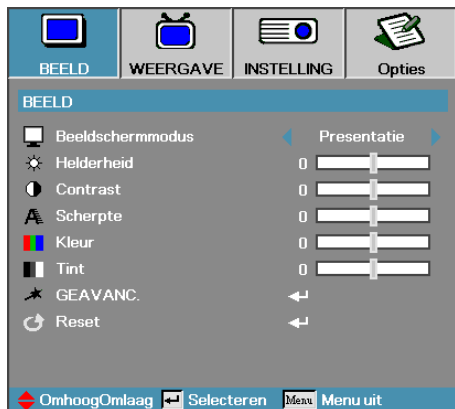 BEELD WEERGAVE INSTELLING Opties
BEELD
Beeldschermmodus Presentatie
Helderheid 0
Contrast 0
Scherpte 0
Kleur 0
Tint 0
GEAVANC.
Reset
OmhoogOmlaag Selecteren Menu Menu uit